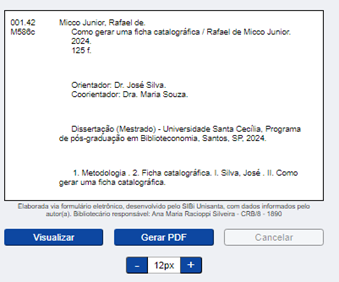 001.42 Micco Junior, Rafael de.
M586c Como gerar uma ficha catalográfica / Rafael de Micco Junior.
2024.
125 f.
Orientador: Dr. José Silva.
Coorientador: Dra. Maria Souza.
Dissertação (Mestrado) - Universidade Santa Cecília, Programa
de pós-graduação em Biblioteconomia, Santos, SP, 2024.
1. Metodologia . 2. Ficha catalográfica. I. Silva, José . II. Como
gerar uma ficha catalográfica.
Elaborada via formulário eletrônico, desenvolvido pelo SIBi Unisanta, com dados informados pelo
autor(a). Bibliotecário responsável: Ana Maria Racioppi Silveira - CRB/8 - 1890
Visualizar Gerar PDF Cancelar
- 12px +